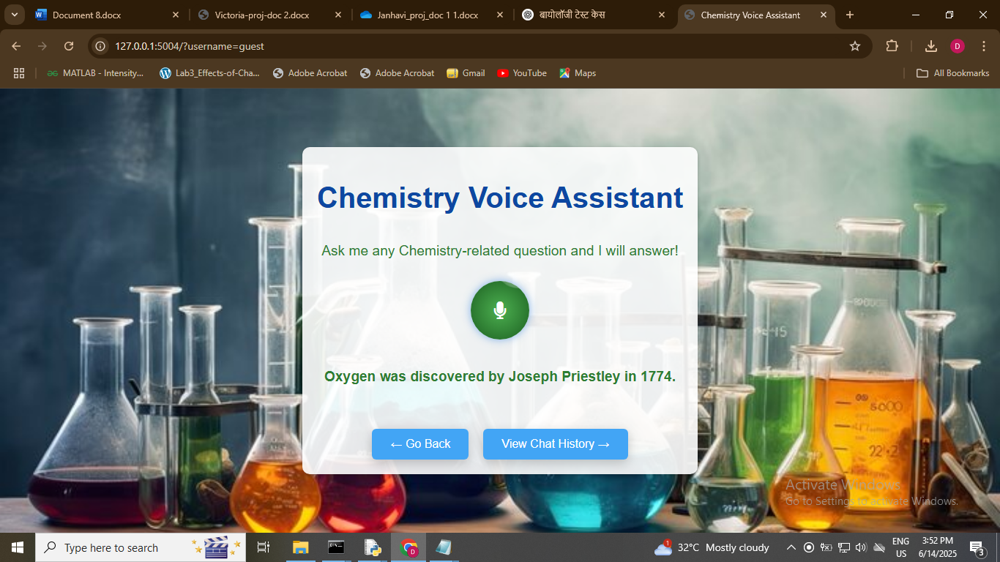 Document 8.docx
Victoria-proj-doc 2.docx
Janhavi_proj_doc 1 1.docx
बायोलॉजी टेस्ट केस
Chemistry Voice Assistant
127.0.0.1:5004/?username=guest
D
MATLAB - Intensity...
Lab3_Effects-of-Cha...
Adobe Acrobat
Adobe Acrobat
Gmail
YouTube
Maps
All Bookmarks
Chemistry Voice Assistant
Ask me any Chemistry-related question and I will answer!
Oxygen was discovered by Joseph Priestley in 1774.
← Go Back
View Chat History →
Activate Windows
Go to Settings to activate Windows.
Type here to search
1
32°C Mostly cloudy
ENG
US
3:52 PM
6/14/2025
3